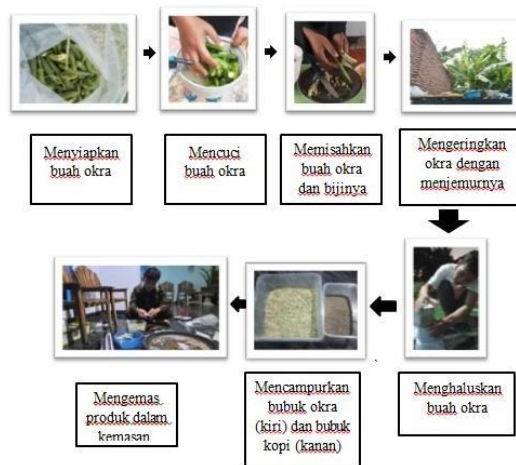 Menyiapkan
buah okra
Mencuci
buah okra
Memisahkan
buah okra
dan bijinya
Mengeringkan
okra dengan
menjemurnya
Menghaluskan
buah okra
Mencampurkan
bubuk okra
(kiri) dan bubuk
kopi (kanan)
Mengemas
produk dalam
kemasan